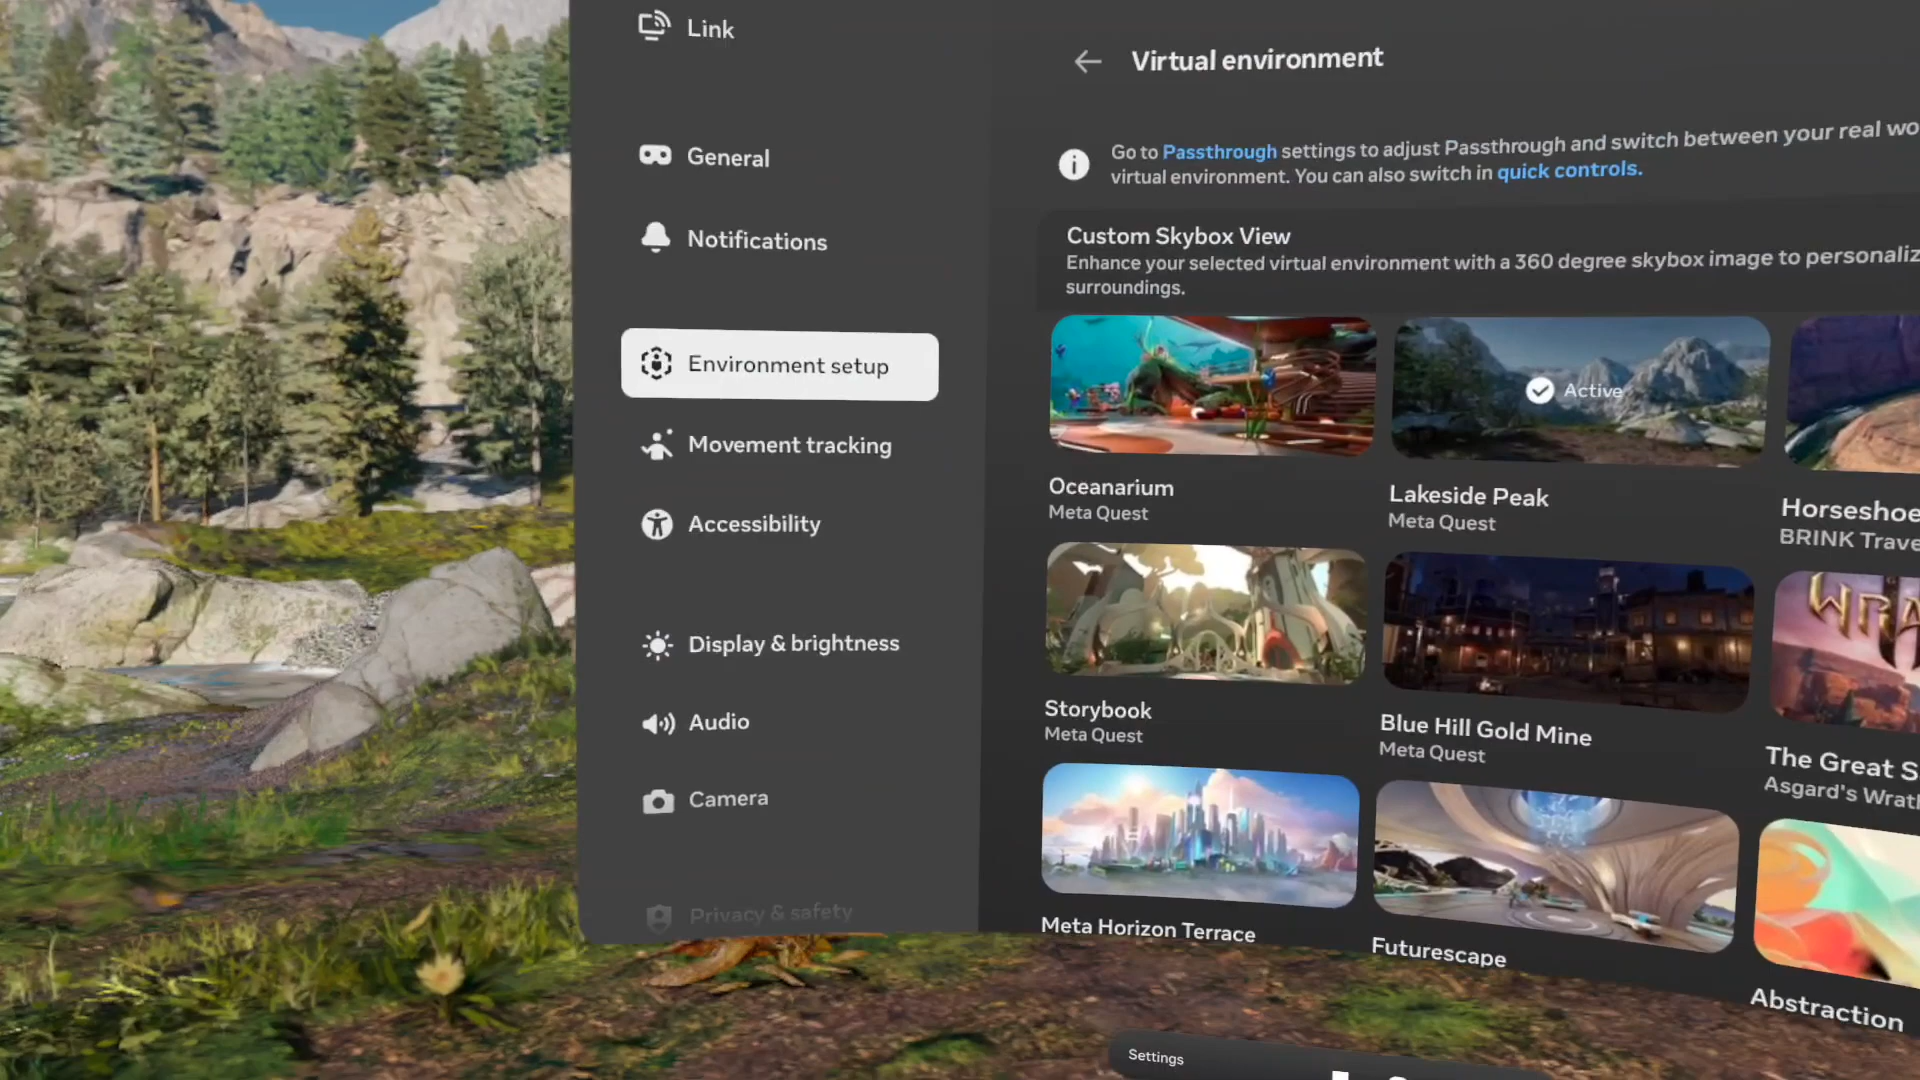 Link
General
Notifications
Environment setup
Movement tracking
Accessibility
Display & brightness
Audio
Camera
Privacy & safety
Virtual environment
Go to Passthrough settings to adjust Passthrough and switch between your real wo
virtual environment. You can also switch in quick controls.
Custom Skybox View
Enhance your selected virtual environment with a 360 degree skybox image to personaliz
surroundings.
Active
Oceanarium
Meta Quest
Lakeside Peak
Meta Quest
Horseshoe
BRINK Trave
WRA
Storybook
Meta Quest
Blue Hill Gold Mine
Meta Quest
The Great S
Asgard's Wrath
Meta Horizon Terrace
Futurescape
Abstraction
Settings